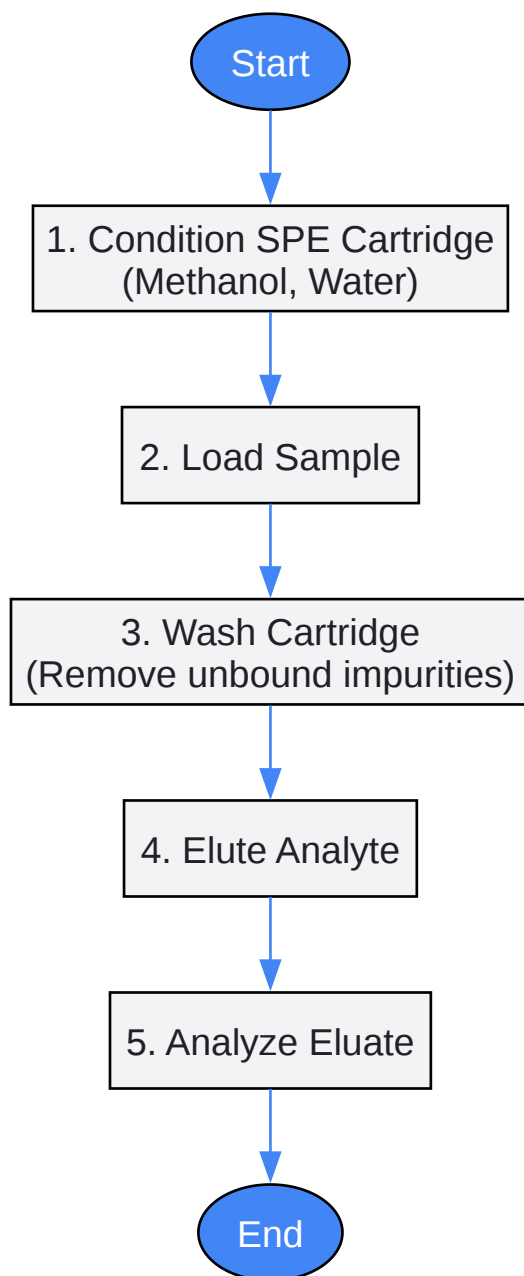 Start
1. Condition SPE Cartridge
(Methanol, Water)
2. Load Sample
3. Wash Cartridge
(Remove unbound impurities)
4. Elute Analyte
5. Analyze Eluate
End